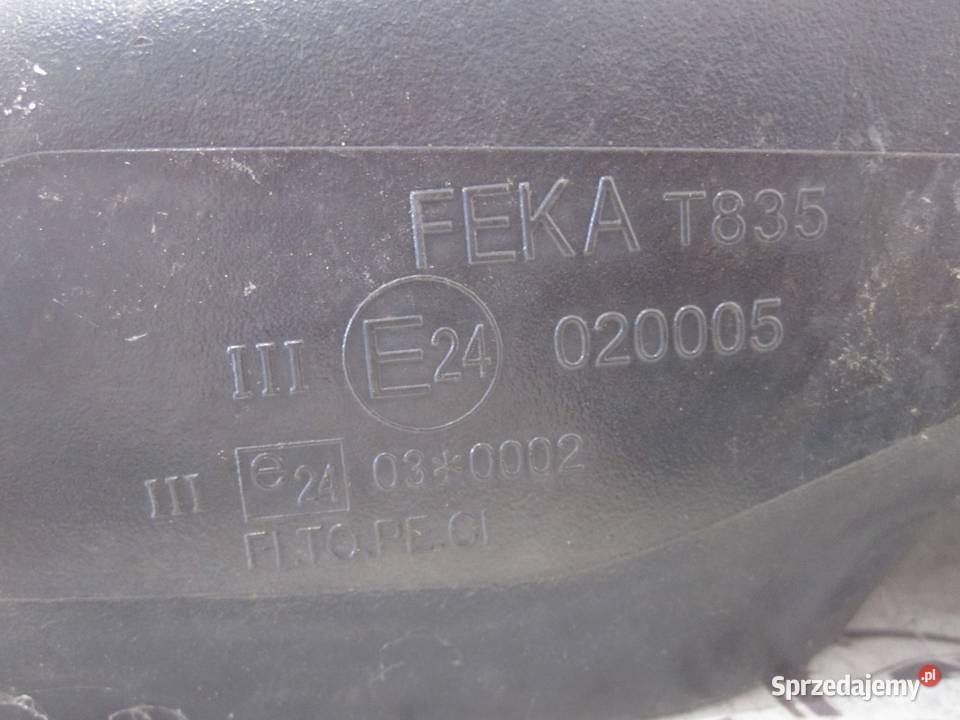 FEKA T835
III E24 020005
III e24 03*0002
FI.TO.PE.CI
Sprzedajemy.pl